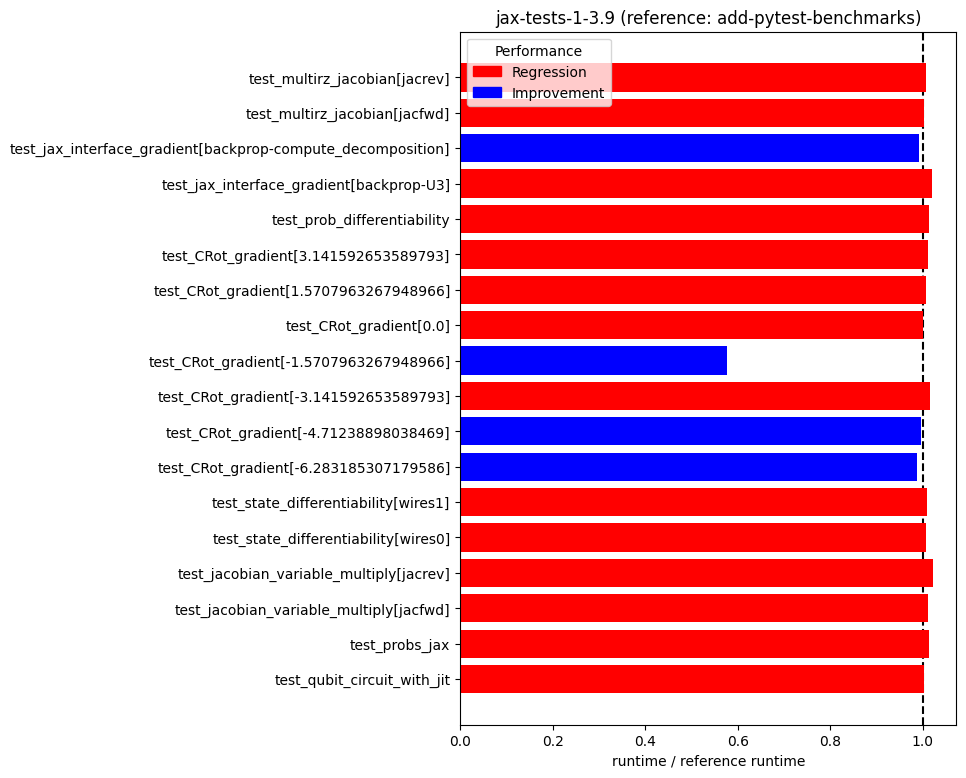 jax-tests-1-3.9 (reference: add-pytest-benchmarks)
Performance
Regression
Improvement
test_multirz_jacobian[jacrev]
test_multirz_jacobian[jacfwd]
test_jax_interface_gradient[backprop-compute_decomposition]
test_jax_interface_gradient[backprop-U3]
test_prob_differentiability
test_CRot_gradient[3.141592653589793]
test_CRot_gradient[1.5707963267948966]
test_CRot_gradient[0.0]
test_CRot_gradient[-1.5707963267948966]
test_CRot_gradient[-3.141592653589793]
test_CRot_gradient[-4.71238898038469]
test_CRot_gradient[-6.283185307179586]
test_state_differentiability[wires1]
test_state_differentiability[wires0]
test_jacobian_variable_multiply[jacrev]
test_jacobian_variable_multiply[jacfwd]
test_probs_jax
test_qubit_circuit_with_jit
0.0 0.2 0.4 0.6 0.8 1.0
runtime / reference runtime